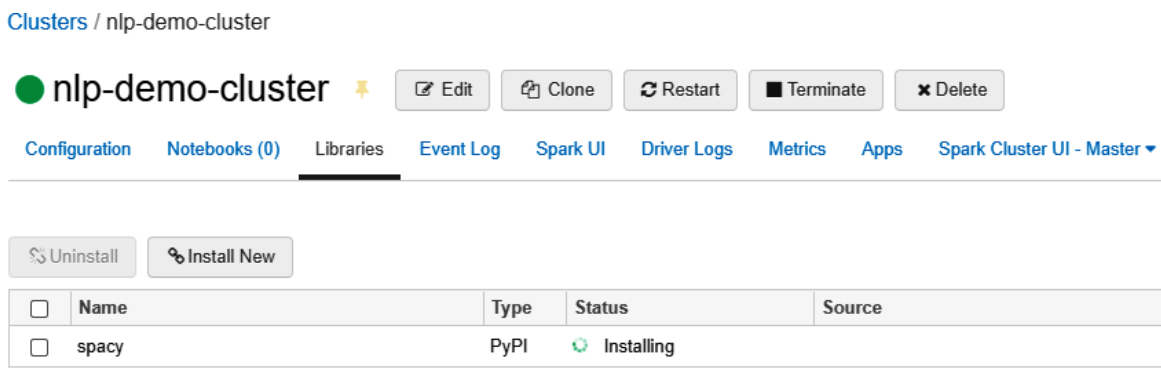 Clusters / nlp-demo-cluster
nlp-demo-cluster Edit Clone Restart Terminate Delete
Configuration Notebooks (0) Libraries Event Log Spark UI Driver Logs Metrics Apps Spark Cluster UI - Master
Uninstall Install New
Name Type Status Source
spacy PyPI Installing